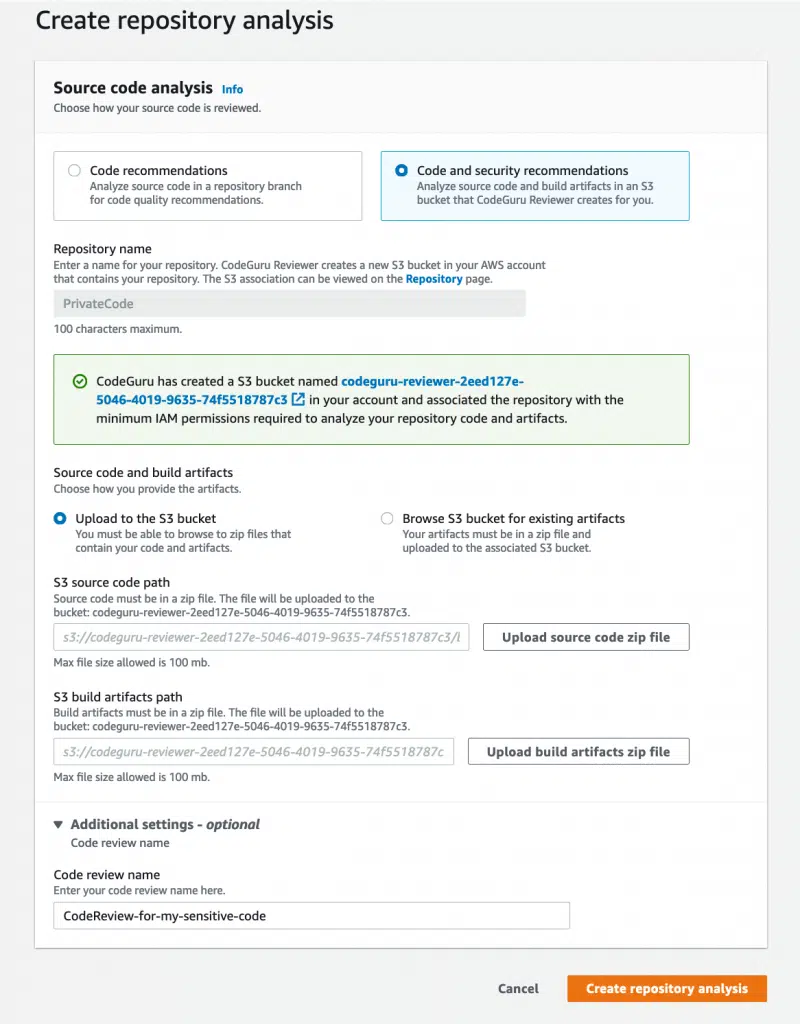 Create repository analysis
Source code analysis Info
Choose how your source code is reviewed.
Code recommendations
Analyze source code in a repository branch
for code quality recommendations.
Code and security recommendations
Analyze source code and build artifacts in an S3
bucket that CodeGuru Reviewer creates for you.
Repository name
Enter a name for your repository. CodeGuru Reviewer creates a new S3 bucket in your AWS account
that contains your repository. The S3 association can be viewed on the Repository page.
PrivateCode
100 characters maximum.
CodeGuru has created a S3 bucket named codeguru-reviewer-2eed127e-
5046-4019-9635-74f5518787c3 in your account and associated the repository with the
minimum IAM permissions required to analyze your repository code and artifacts.
Source code and build artifacts
Choose how you provide the artifacts.
Upload to the S3 bucket
You must be able to browse to zip files that
contain your code and artifacts.
Browse S3 bucket for existing artifacts
Your artifacts must be in a zip file and
uploaded to the associated S3 bucket.
S3 source code path
Source code must be in a zip file. The file will be uploaded to the
bucket: codeguru-reviewer-2eed127e-5046-4019-9635-74f5518787c3.
s3://codeguru-reviewer-2eed127e-5046-4019-9635-74f5518787c3/
Upload source code zip file
Max file size allowed is 100 mb.
S3 build artifacts path
Build artifacts must be in a zip file. The file will be uploaded to the
bucket: codeguru-reviewer-2eed127e-5046-4019-9635-74f5518787c3.
s3://codeguru-reviewer-2eed127e-5046-4019-9635-74f5518787c
Upload build artifacts zip file
Max file size allowed is 100 mb.
Additional settings - optional
Code review name
Code review name
Enter your code review name here.
CodeReview-for-my-sensitive-code
Cancel
Create repository analysis